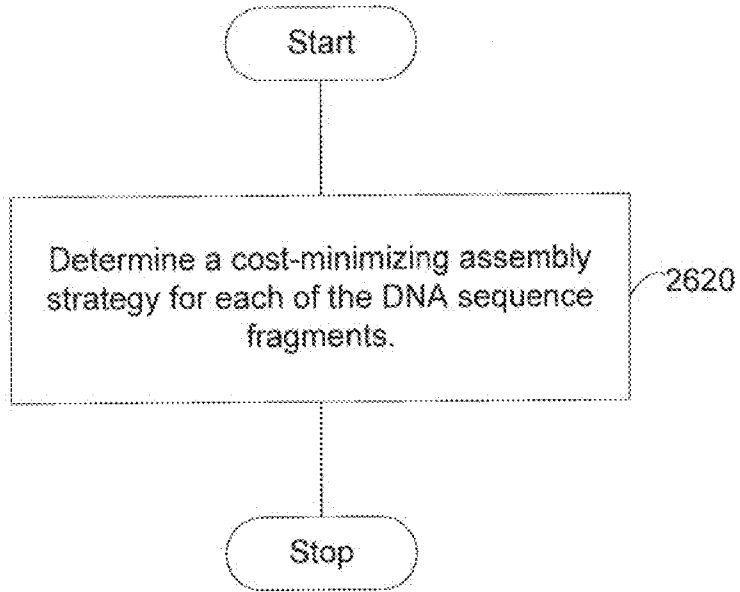 Start
Determine a cost-minimizing assembly
strategy for each of the DNA sequence
fragments.
2620
Stop